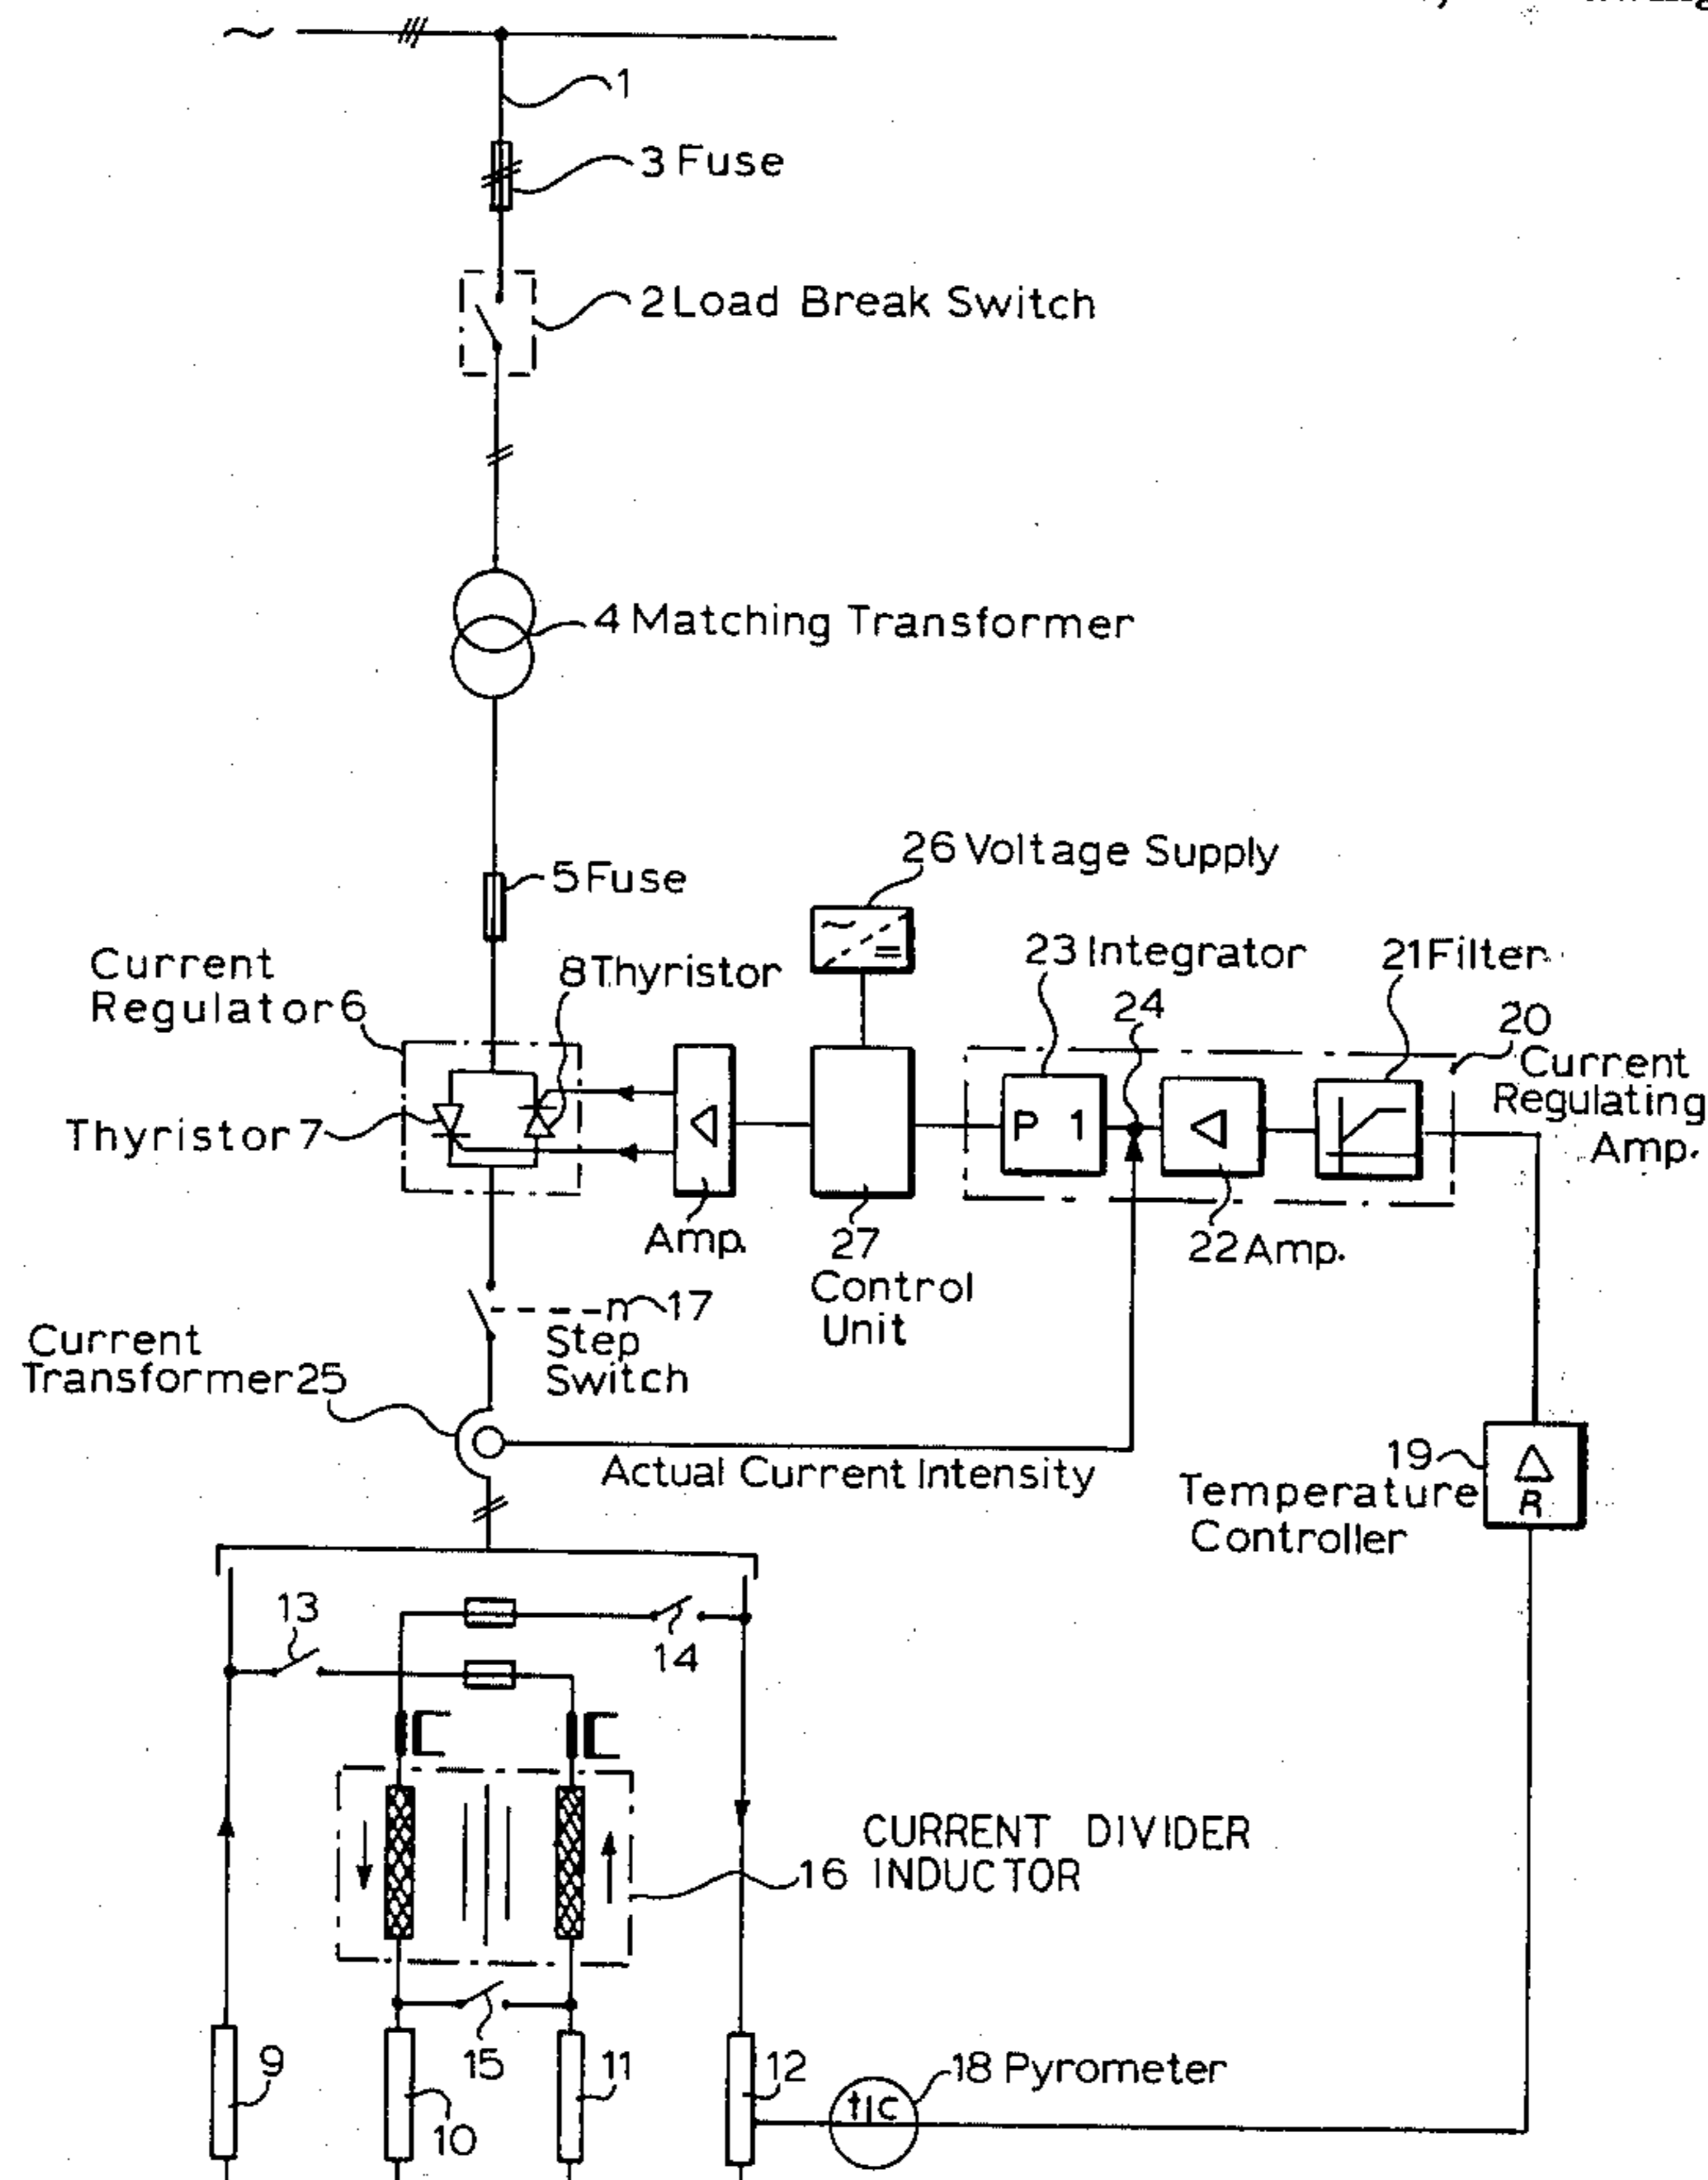 1
3 Fuse
2 Load Break Switch
4 Matching Transformer
26 Voltage Supply
5 Fuse
Current
Regulator 6
8 Thyristor
23 Integrator
21 Filter
24
20
Current
Regulating
Amp.
Thyristor 7
P 1
Amp.
27
Control
Unit
22 Amp.
n 17
Step
Switch
Current
Transformer 25
Actual Current Intensity
19
Temperature
Controller
R
13
14
CURRENT DIVIDER
16 INDUCTOR
9
10
15
11
12
18 Pyrometer
tic